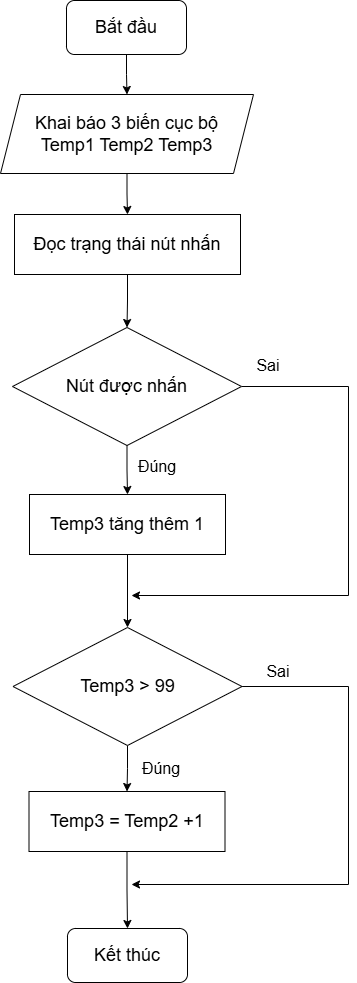 Bắt đầu
Khai báo 3 biến cục bộ
Temp1 Temp2 Temp3
Đọc trạng thái nút nhấn
Nút được nhấn
Sai
Đúng
Temp3 tăng thêm 1
Temp3 > 99
Sai
Đúng
Temp3 = Temp2 +1
Kết thúc